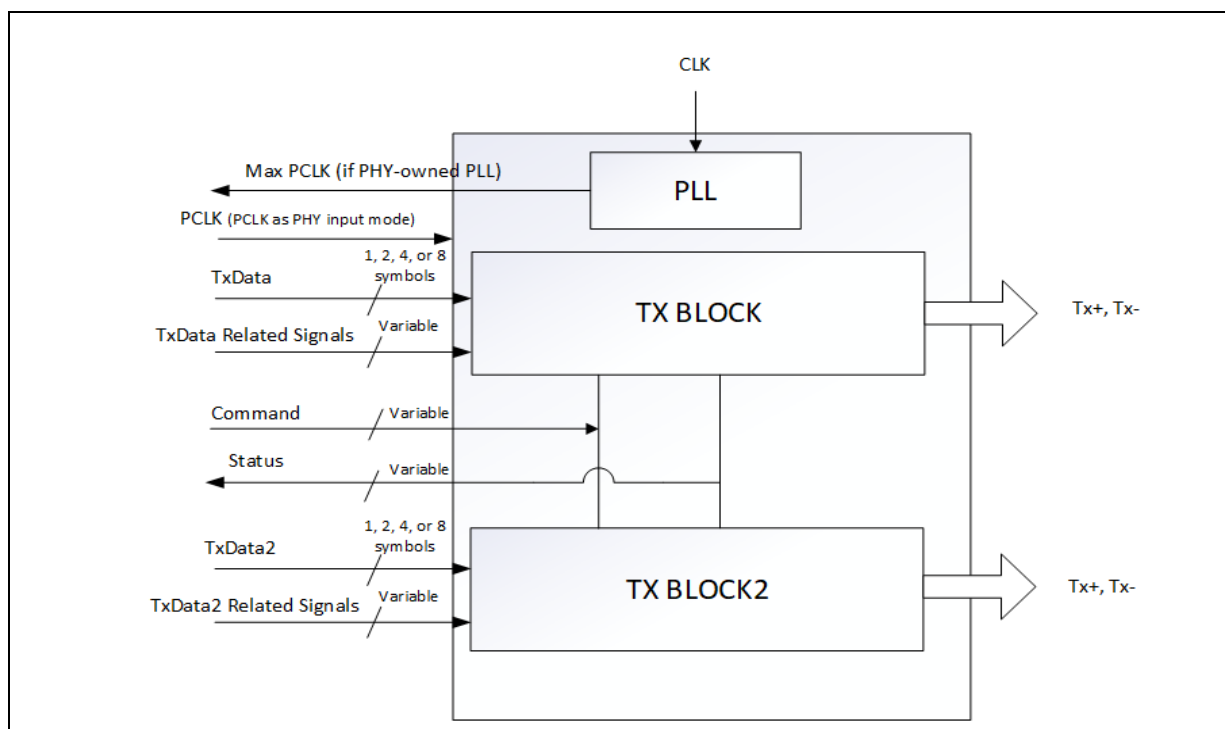 CLK
Max PCLK (if PHY-owned PLL)
PLL
PCLK (PCLK as PHY input mode)
1, 2, 4, or 8
symbols
TxData
TX BLOCK
Tx+, Tx-
TxData Related Signals
Variable
Command
Variable
Status
Variable
1, 2, 4, or 8
symbols
TxData2
TX BLOCK2
Tx+, Tx-
TxData2 Related Signals
Variable